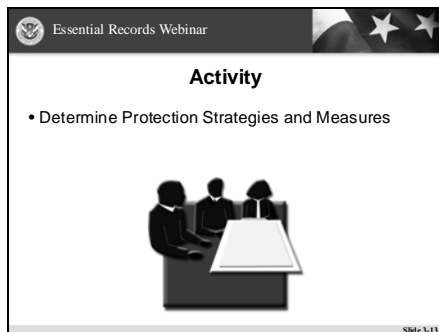 Essential Records Webinar
Activity
• Determine Protection Strategies and Measures
Slide 3-13